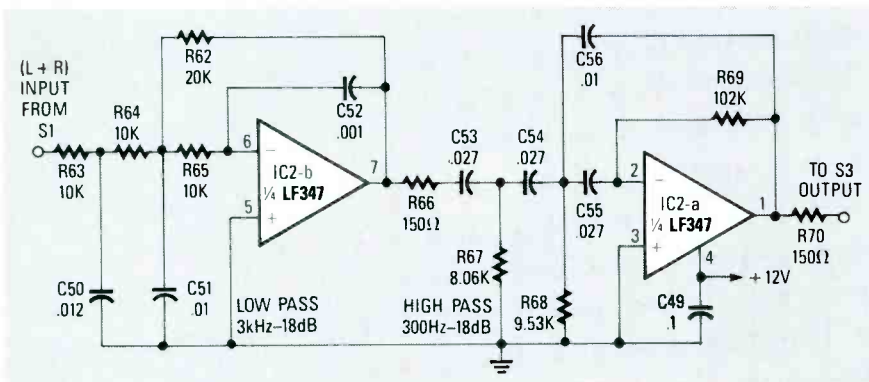 (L + R)
INPUT
FROM
S1
R63
10K
R64
10K
R62
20K
R65
10K
C52
.001
6
5
7
IC2-b
¼ LF347
C50
.012
C51
.01
LOW PASS
3kHz–18dB
R66
150Ω
C53
.027
C54
.027
R67
8.06K
HIGH PASS
300Hz–18dB
C56
.01
C55
.027
R68
9.53K
R69
102K
2
3
1
4
IC2-a
¼ LF347
+12V
C49
.1
TO S3
OUTPUT
R70
150Ω